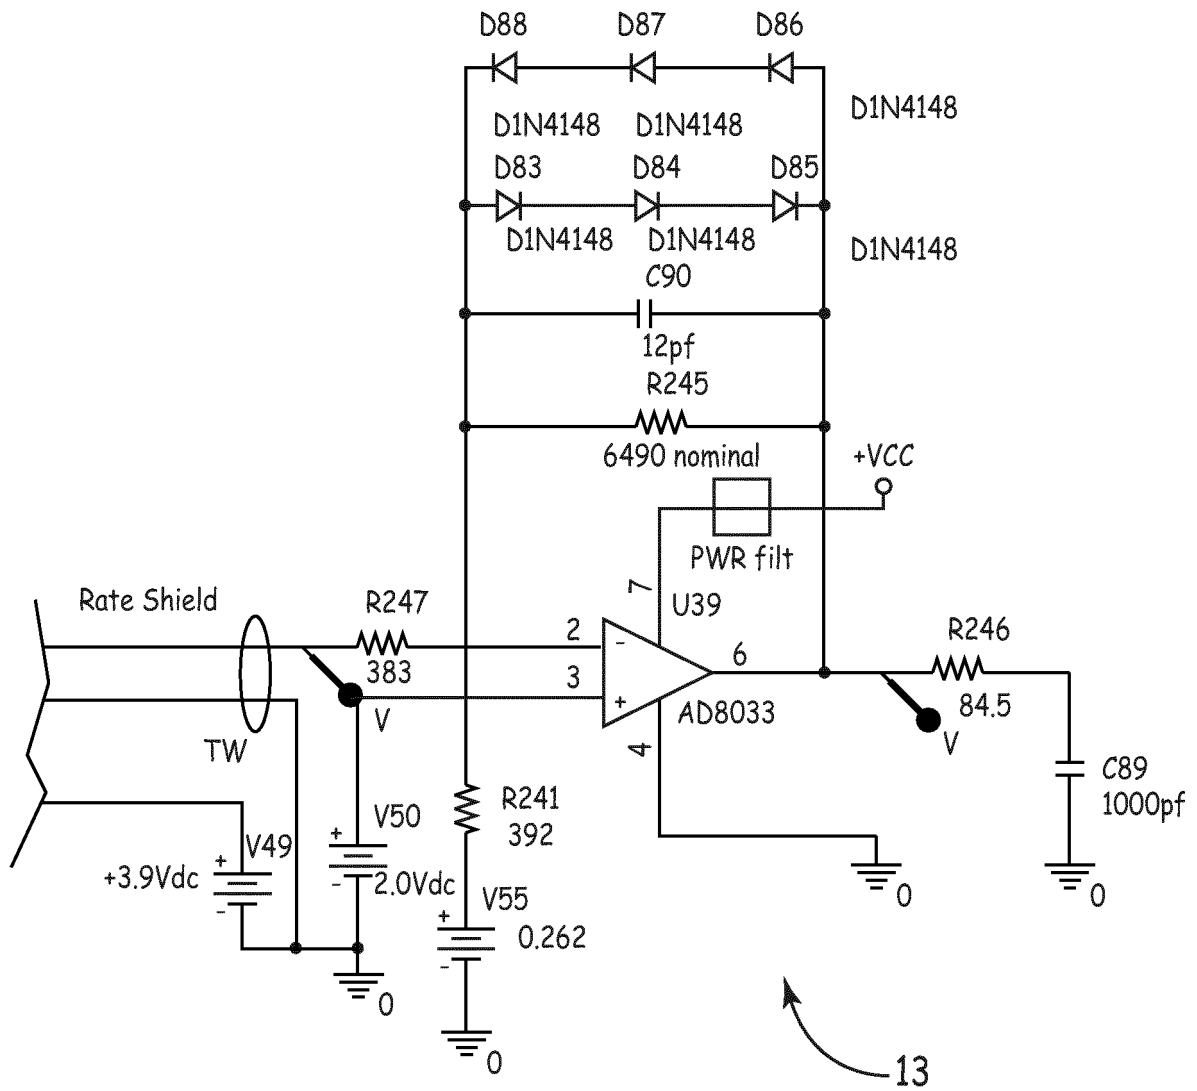 D88 D87 D86
D1N4148
D1N4148 D1N4148
D83 D84 D85
D1N4148 D1N4148 D1N4148
C90
12pf
R245
6490 nominal
+VCC
PWR filt
7
U39
Rate Shield
R247
383
2
-
3
+
6
R246
84.5
AD8033
4
TW
V
V
C89
1000pf
V50
+
-
2.0Vdc
R241
392
V49
+
-
+3.9Vdc
V55
+
-
0.262
0
0
0
0
13